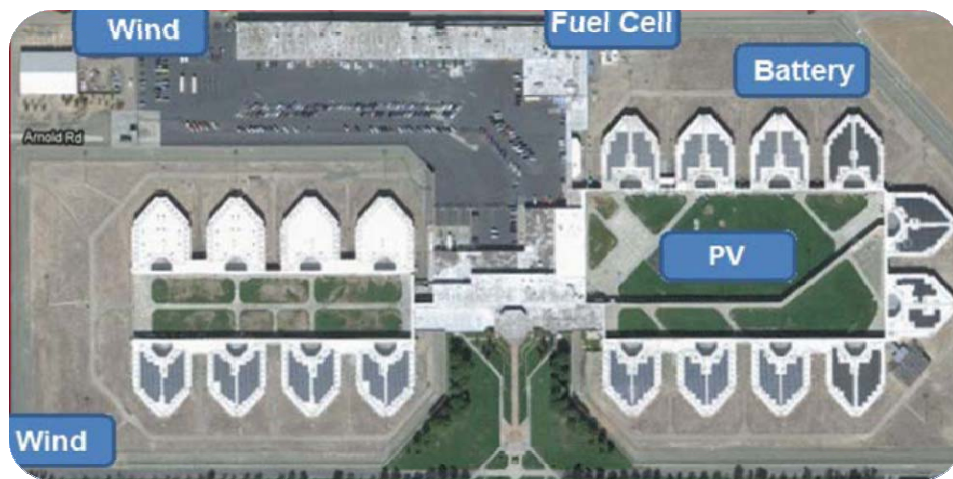 Wind
Fuel Cell
Battery
Arnold Rd
PV
Wind